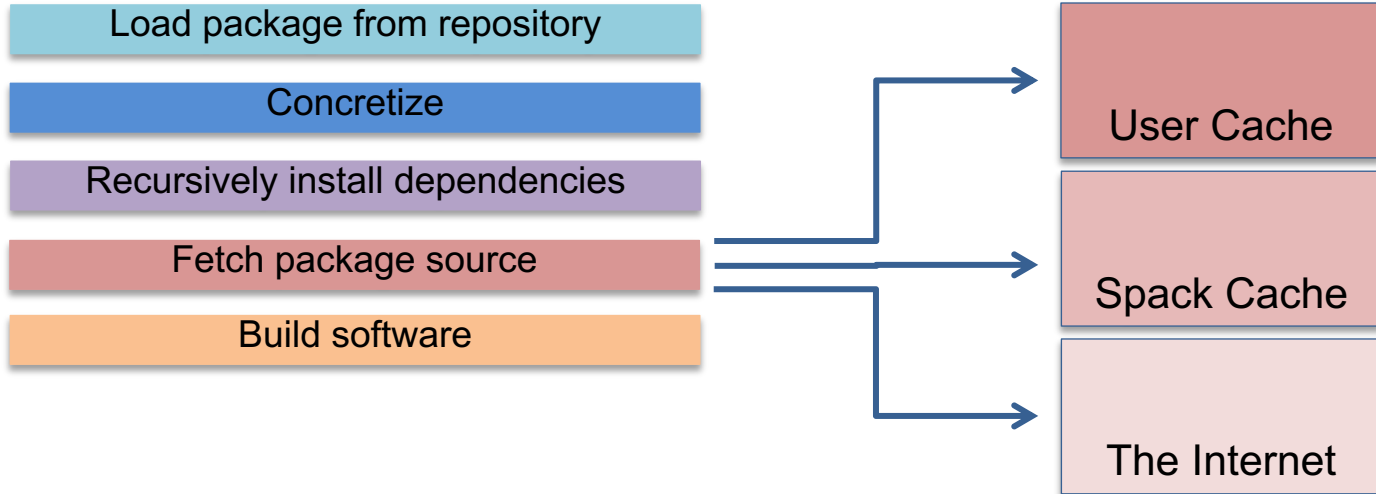 Load package from repository
Concretize
Recursively install dependencies
Fetch package source
Build software
User Cache
Spack Cache
The Internet